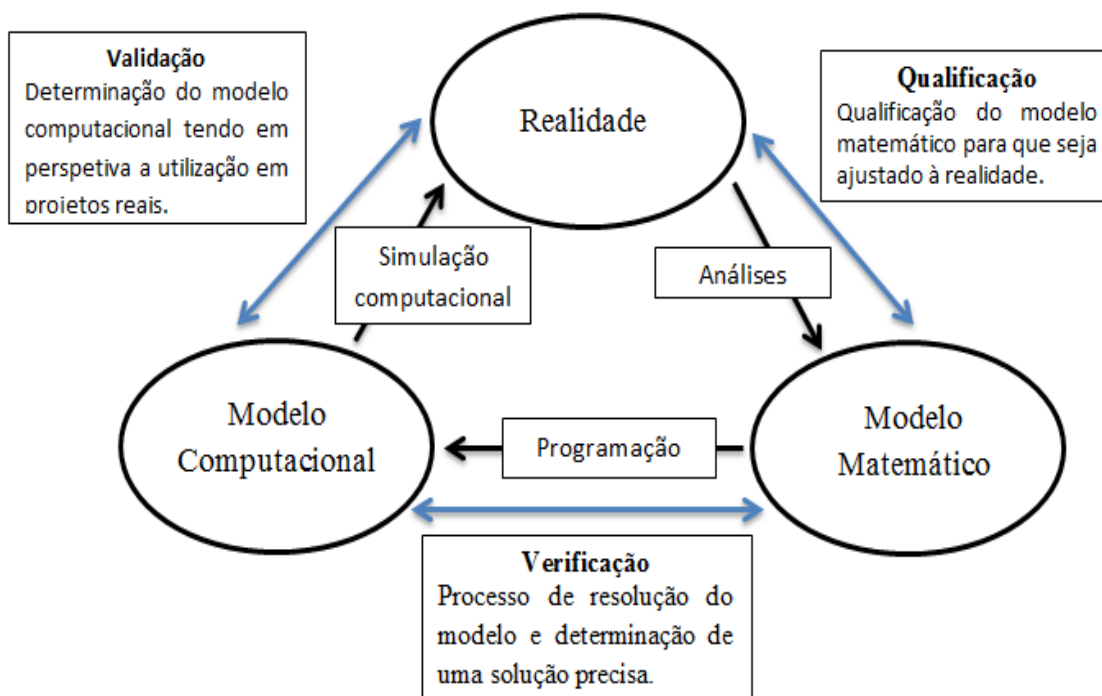 Validação
Determinação do modelo
computacional tendo em
perspetiva a utilização em
projetos reais.
Realidade
Qualificação
Qualificação do modelo
matemático para que seja
ajustado à realidade.
Simulação
computacional
Análises
Modelo
Computacional
Programação
Modelo
Matemático
Verificação
Processo de resolução do
modelo e determinação de
uma solução precisa.